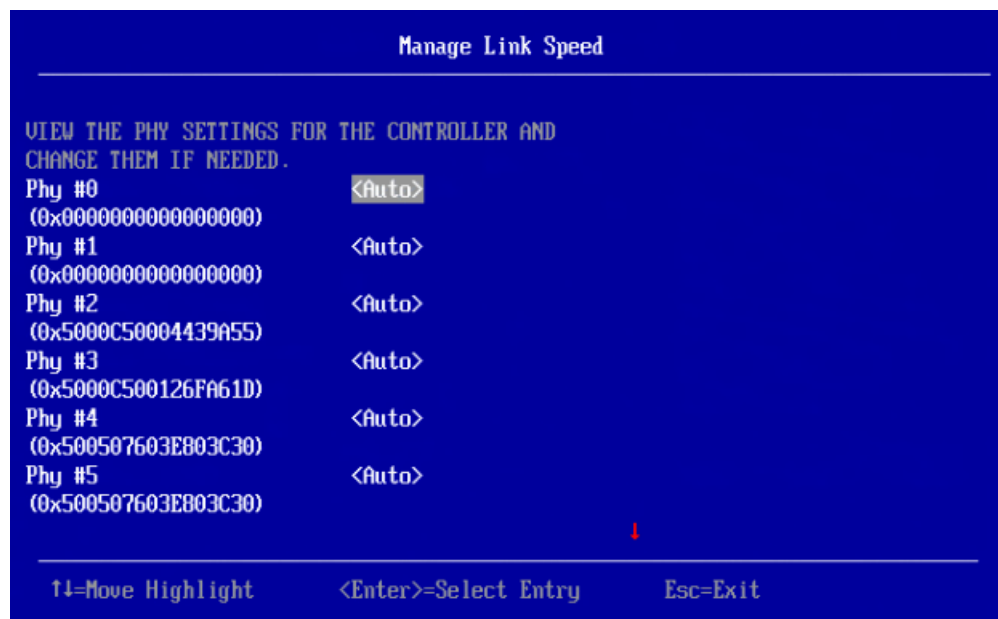 Manage Link Speed
VIEW THE PHY SETTINGS FOR THE CONTROLLER AND
CHANGE THEM IF NEEDED.
Phy #0 <Auto>
(0x0000000000000000)
Phy #1 <Auto>
(0x0000000000000000)
Phy #2 <Auto>
(0x5000C50004439A55)
Phy #3 <Auto>
(0x5000C500126FA61D)
Phy #4 <Auto>
(0x500507603E803C30)
Phy #5 <Auto>
(0x500507603E803C30)
↓
↑↓=Move Highlight <Enter>=Select Entry Esc=Exit